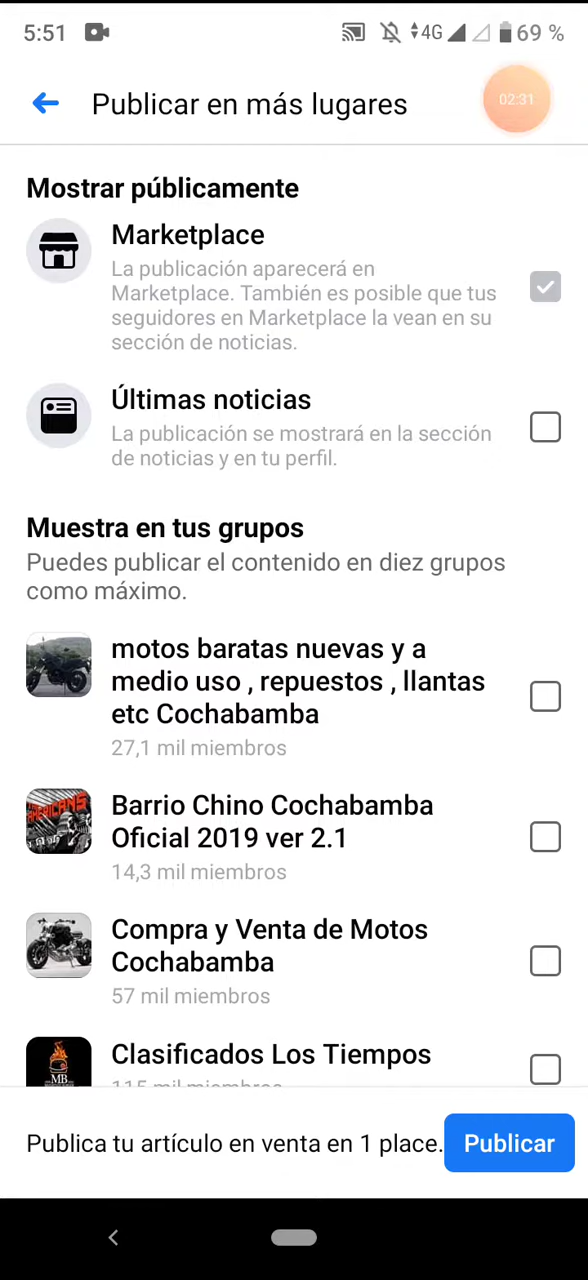 5:51
4G
69 %
Publicar en más lugares
02:31
Mostrar públicamente
Marketplace
La publicación aparecerá en
Marketplace. También es posible que tus
seguidores en Marketplace la vean en su
sección de noticias.
Últimas noticias
La publicación se mostrará en la sección
de noticias y en tu perfil.
Muestra en tus grupos
Puedes publicar el contenido en diez grupos
como máximo.
motos baratas nuevas y a
medio uso , repuestos , llantas
etc Cochabamba
27,1 mil miembros
AMERICANS
Barrio Chino Cochabamba
Oficial 2019 ver 2.1
14,3 mil miembros
Compra y Venta de Motos
Cochabamba
57 mil miembros
Clasificados Los Tiempos
MB
115 mil miembros
Publica tu artículo en venta en 1 place.
Publicar